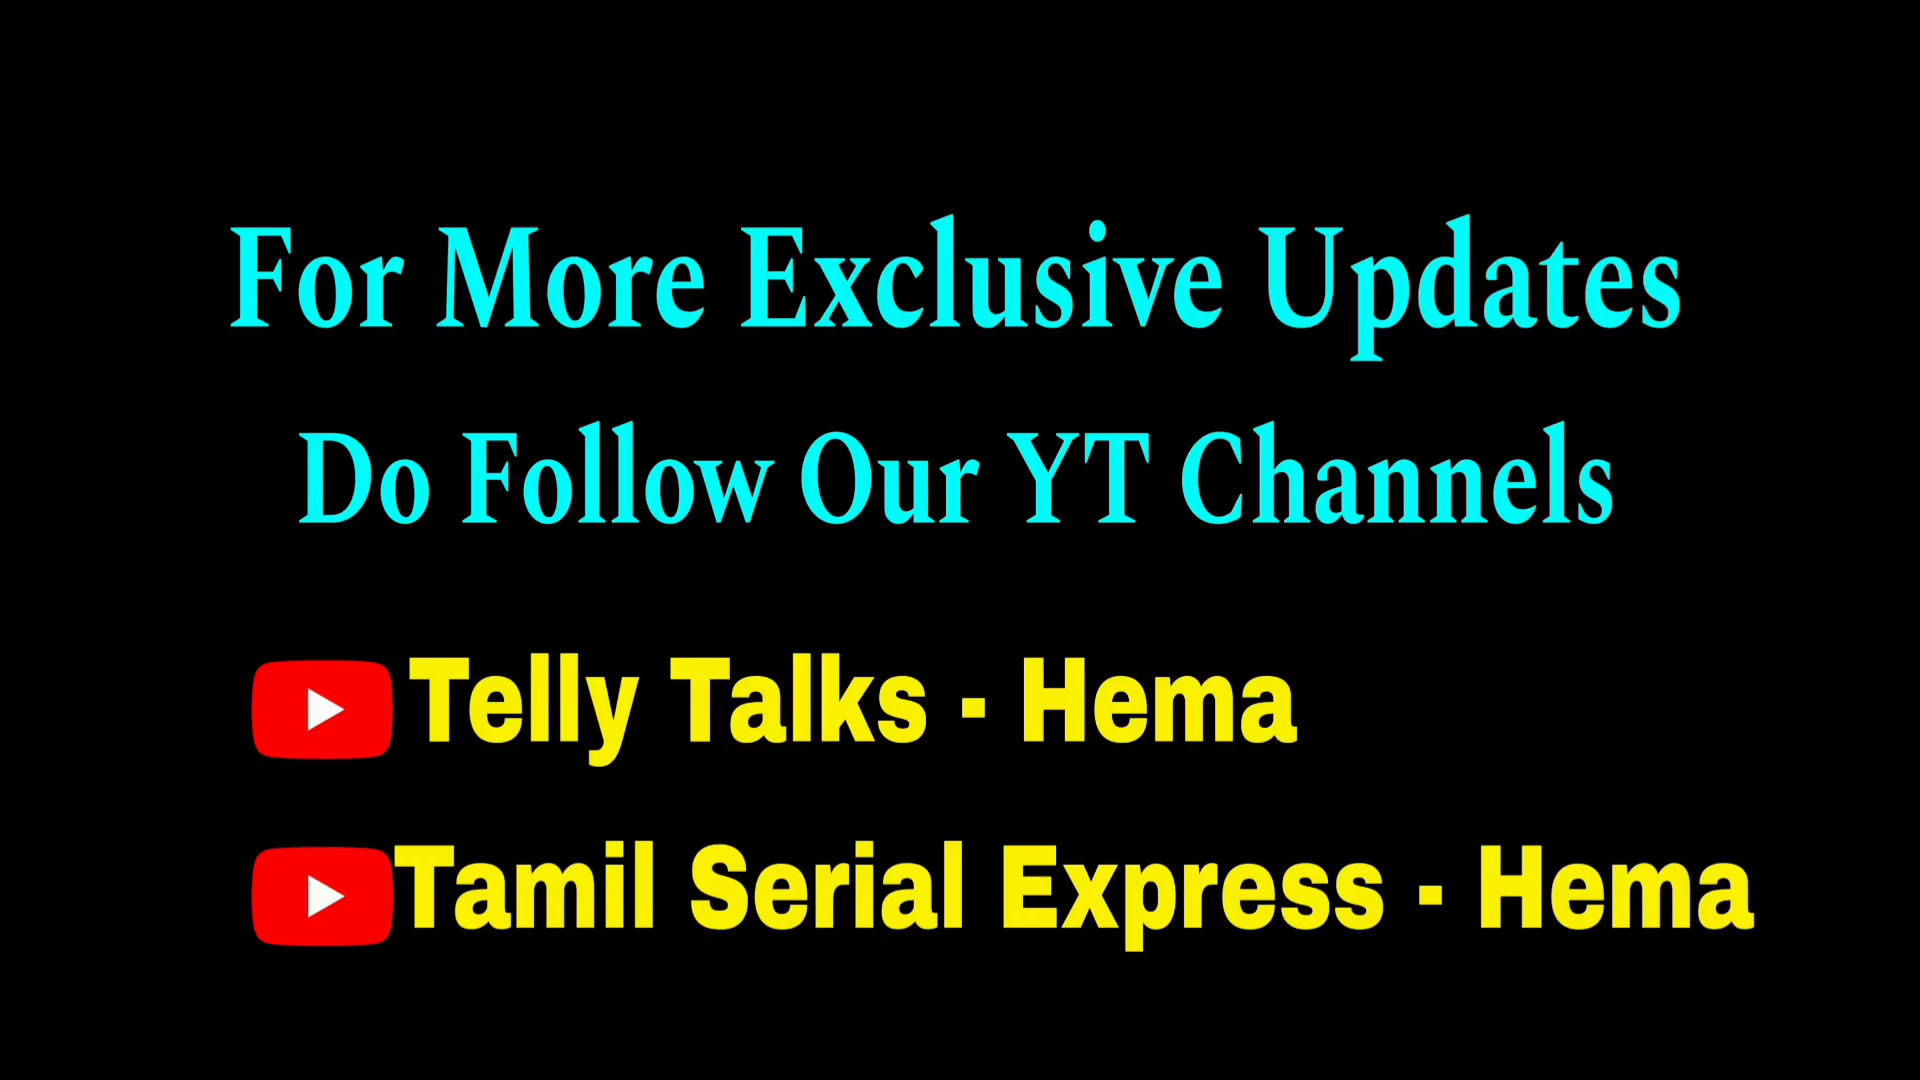 For More Exclusive Updates
Do Follow Our YT Channels
Telly Talks - Hema
Tamil Serial Express - Hema